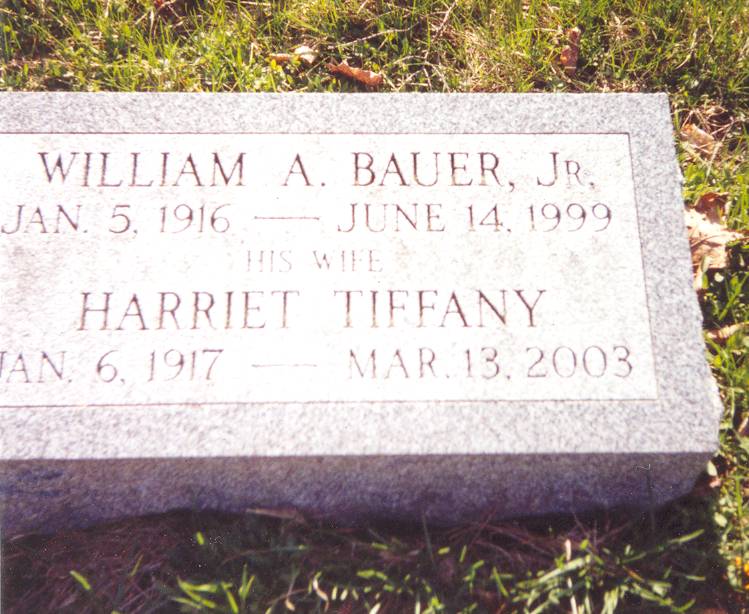 WILLIAM A. BAUER, JR.
JAN. 5, 1916 — JUNE 14, 1999
HIS WIFE
HARRIET TIFFANY
JAN. 6, 1917 — MAR. 13, 2003